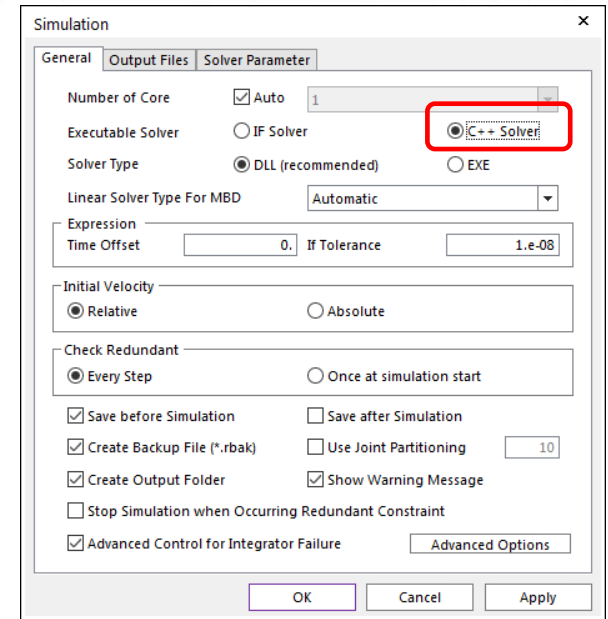 Simulation
General Output Files Solver Parameter
Number of Core Auto 1
Executable Solver IF Solver C++ Solver
Solver Type DLL (recommended) EXE
Linear Solver Type For MBD Automatic
Expression
Time Offset 0. If Tolerance 1.e-08
Initial Velocity
Relative Absolute
Check Redundant
Every Step Once at simulation start
Save before Simulation Save after Simulation
Create Backup File (*.rbak) Use Joint Partitioning 10
Create Output Folder Show Warning Message
Stop Simulation when Occurring Redundant Constraint
Advanced Control for Integrator Failure Advanced Options
OK Cancel Apply